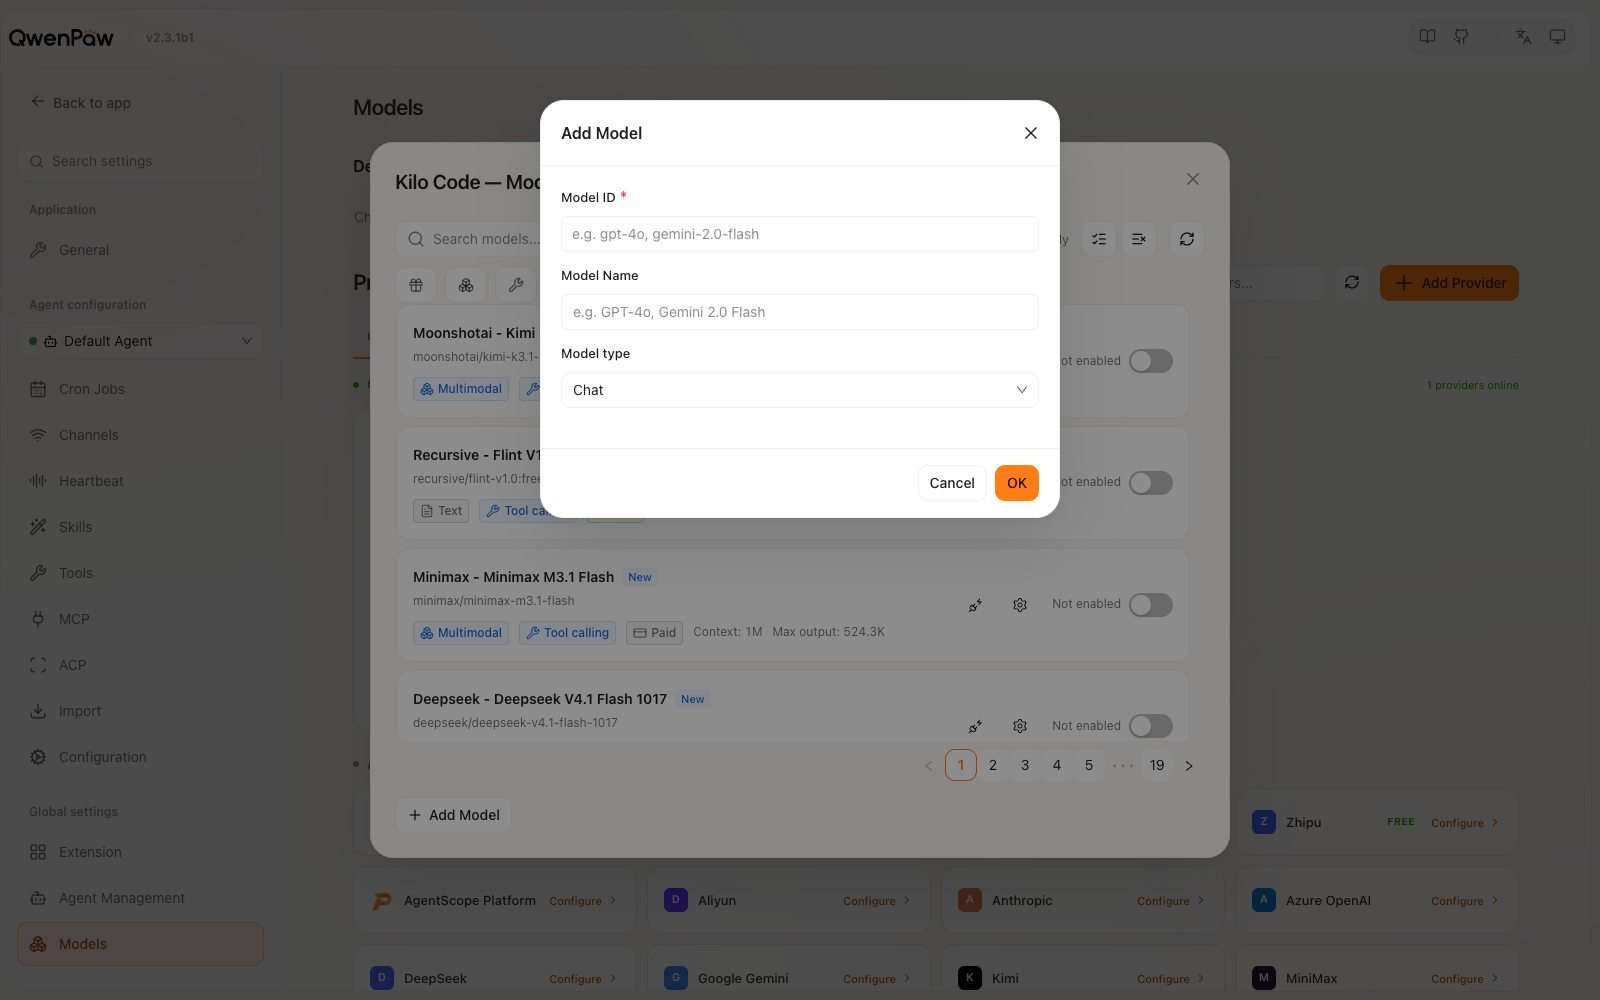 QwenPaw
v2.3.1b1
Back to app
Search settings
Application
General
Agent configuration
Default Agent
Cron Jobs
Channels
Heartbeat
Skills
Tools
MCP
ACP
Import
Configuration
Global settings
Extension
Agent Management
Models
Models
Add Provider
1 providers online
Kilo Code — Mod
Search models...
Moonshotai - Kimi
moonshotai/kimi-k3.1-
Multimodal
Not enabled
Recursive - Flint V1
recursive/flint-v1.0:free
Text
Tool ca
Not enabled
Minimax - Minimax M3.1 Flash
New
minimax/minimax-m3.1-flash
Multimodal
Tool calling
Paid
Context: 1M
Max output: 524.3K
Not enabled
Deepseek - Deepseek V4.1 Flash 1017
New
deepseek/deepseek-v4.1-flash-1017
Not enabled
1
2
3
4
5
•••
19
Add Model
Add Model
Model ID *
e.g. gpt-4o, gemini-2.0-flash
Model Name
e.g. GPT-4o, Gemini 2.0 Flash
Model type
Chat
Cancel
OK
Z
Zhipu
FREE
Configure
AgentScope Platform
Configure
D
Aliyun
Configure
A
Anthropic
Configure
A
Azure OpenAI
Configure
D
DeepSeek
Configure
G
Google Gemini
Configure
K
Kimi
Configure
M
MiniMax
Configure